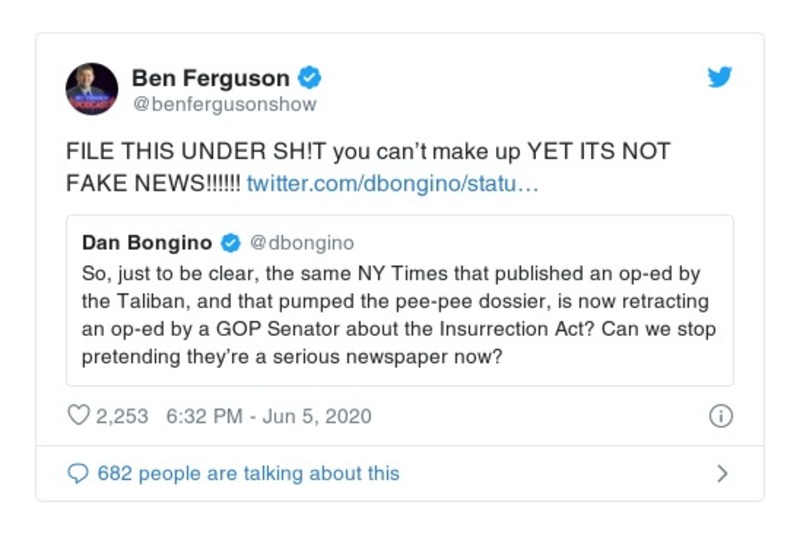 Ben Ferguson
@benfergusonshow
FILE THIS UNDER SH!T you can’t make up YET ITS NOT
FAKE NEWS!!!!!! twitter.com/dbongino/statu…
Dan Bongino @dbongino
So, just to be clear, the same NY Times that published an op-ed by
the Taliban, and that pumped the pee-pee dossier, is now retracting
an op-ed by a GOP Senator about the Insurrection Act? Can we stop
pretending they’re a serious newspaper now?
2,253 6:32 PM - Jun 5, 2020
682 people are talking about this